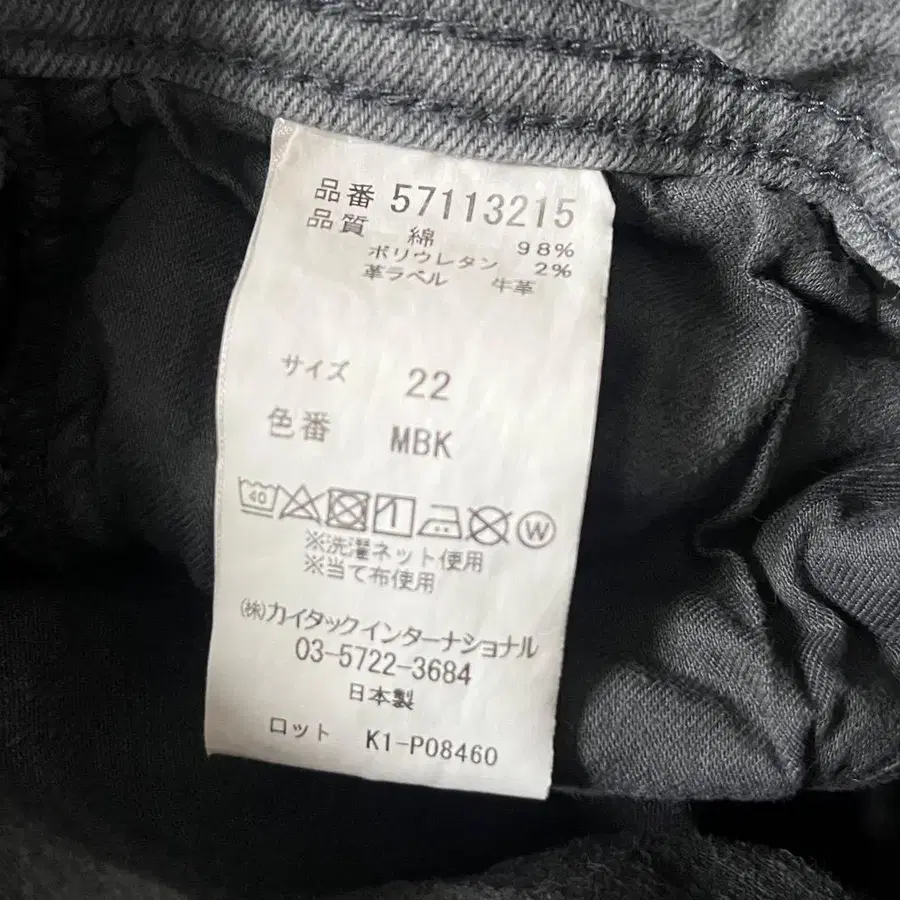 品番 57113215
品質 綿 98%
ポリウレタン 2%
革ラベル 牛革
サイズ 22
色番 MBK
40 W
※洗濯ネット使用
※当て布使用
㈱カイタックインターナショナル
03-5722-3684
日本製
ロット K1-P08460